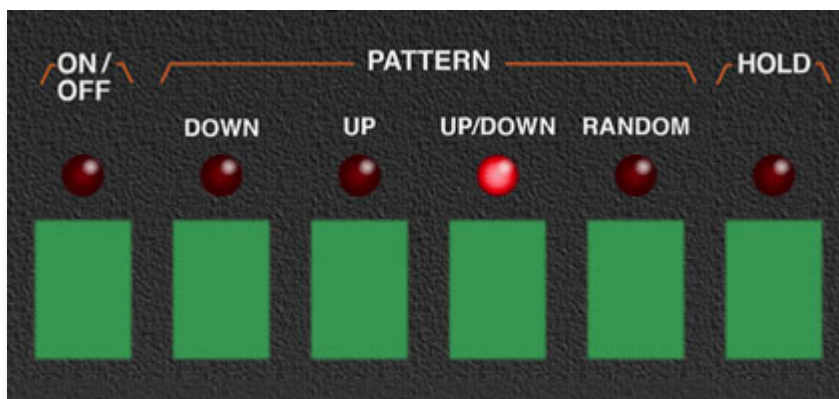 ON /
OFF
PATTERN
HOLD
DOWN
UP
UP/DOWN
RANDOM